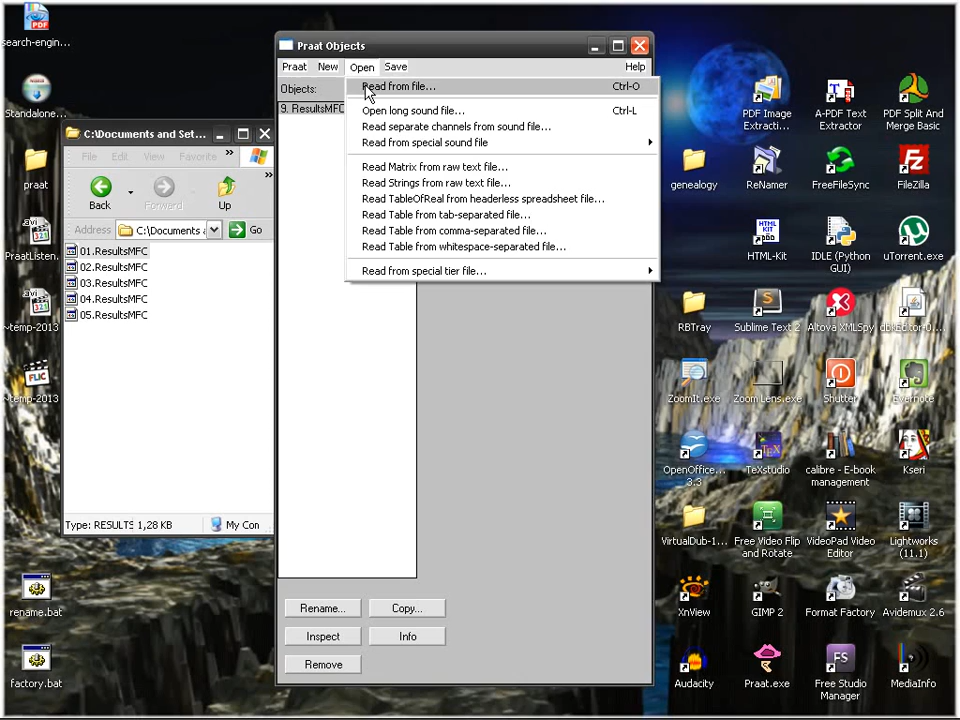 search-engin...
Standalone...
praat
PraatListen.
~temp-2013
~temp-2013
rename.bat
factory.bat
C:\Documents and Set...
File Edit View Favorite »
Back Forward Up »
Address C:\Documents a Go
01.ResultsMFC
02.ResultsMFC
03.ResultsMFC
04.ResultsMFC
05.ResultsMFC
Type: RESULTS 1,28 KB My Con
Praat Objects
Praat New Open Save Help
Objects:
9. ResultsMFC
Read from file... Ctrl-O
Open long sound file... Ctrl-L
Read separate channels from sound file...
Read from special sound file
Read Matrix from raw text file...
Read Strings from raw text file...
Read TableOfReal from headerless spreadsheet file...
Read Table from tab-separated file...
Read Table from comma-separated file...
Read Table from whitespace-separated file...
Read from special tier file...
Rename... Copy...
Inspect Info
Remove
PDF Image
Extracti...
A-PDF Text
Extractor
PDF Split And
Merge Basic
genealogy
ReNamer
FreeFileSync
FileZilla
HTML-Kit
IDLE (Python
GUI)
uTorrent.exe
RBTray
Sublime Text 2
Altova XMLSpy
ZoomIt.exe
Zoom Lens.exe
Shutter
Evernote
OpenOffice...
3.3
TeXstudio
calibre - E-book
management
Kseri
VirtualDub-1...
Free Video Flip
and Rotate
VideoPad Video
Editor
Lightworks
(11.1)
XnView
GIMP 2
Format Factory
Avidemux 2.6
Audacity
Praat.exe
Free Studio
Manager
MediaInfo